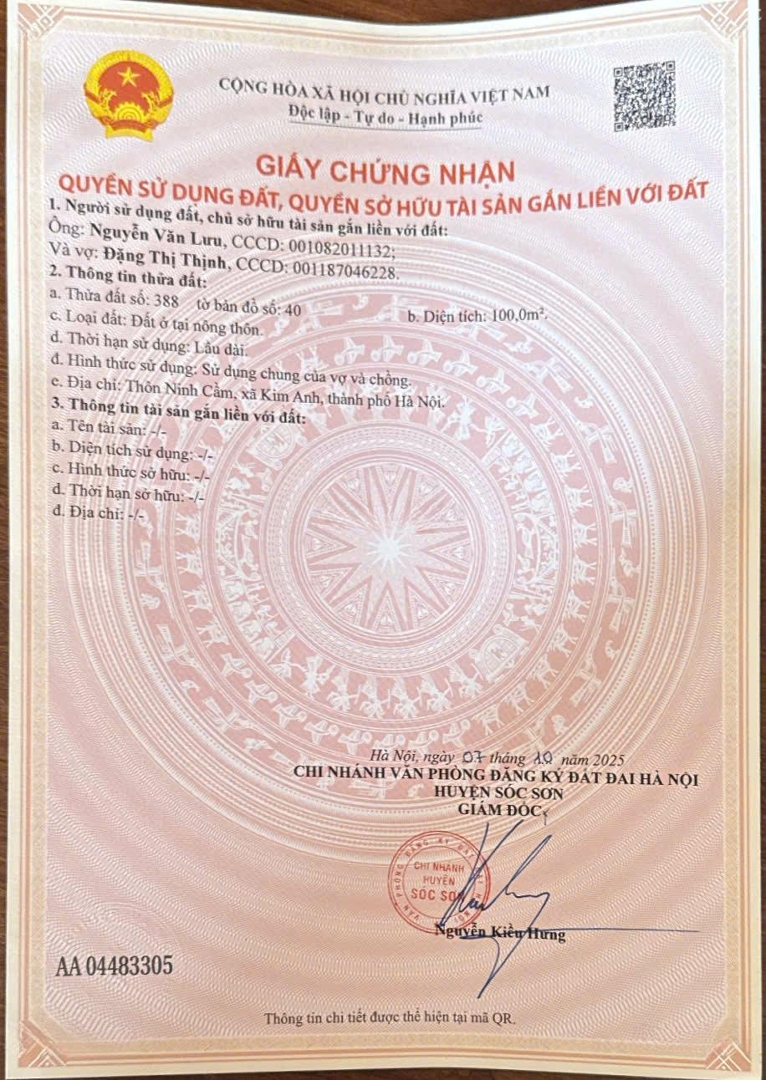 CỘNG HÒA XÃ HỘI CHỦ NGHĨA VIỆT NAM
Độc lập - Tự do - Hạnh phúc
GIẤY CHỨNG NHẬN
QUYỀN SỬ DỤNG ĐẤT, QUYỀN SỞ HỮU TÀI SẢN GẮN LIỀN VỚI ĐẤT
1. Người sử dụng đất, chủ sở hữu tài sản gắn liền với đất:
Ông: Nguyễn Văn Lưu, CCCD: 001082011132;
Và vợ: Đặng Thị Thịnh, CCCD: 001187046228.
2. Thông tin thửa đất:
a. Thửa đất số: 388 tờ bản đồ số: 40 b. Diện tích: 100,0m².
c. Loại đất: Đất ở tại nông thôn.
d. Thời hạn sử dụng: Lâu dài.
đ. Hình thức sử dụng: Sử dụng chung của vợ và chồng.
e. Địa chỉ: Thôn Ninh Cầm, xã Kim Anh, thành phố Hà Nội.
3. Thông tin tài sản gắn liền với đất:
a. Tên tài sản: -/-
b. Diện tích sử dụng: -/-
c. Hình thức sở hữu: -/-
d. Thời hạn sở hữu: -/-
đ. Địa chỉ: -/-
Hà Nội, ngày 07 tháng 10 năm 2025
CHI NHÁNH VĂN PHÒNG ĐĂNG KÝ ĐẤT ĐAI HÀ NỘI
HUYỆN SÓC SƠN
GIÁM ĐỐC
VĂN PHÒNG ĐĂNG KÝ ĐẤT
CHI NHÁNH
HUYỆN
SÓC SƠN
Nguyễn Kiều Hưng
AA 04483305
Thông tin chi tiết được thể hiện tại mã QR.